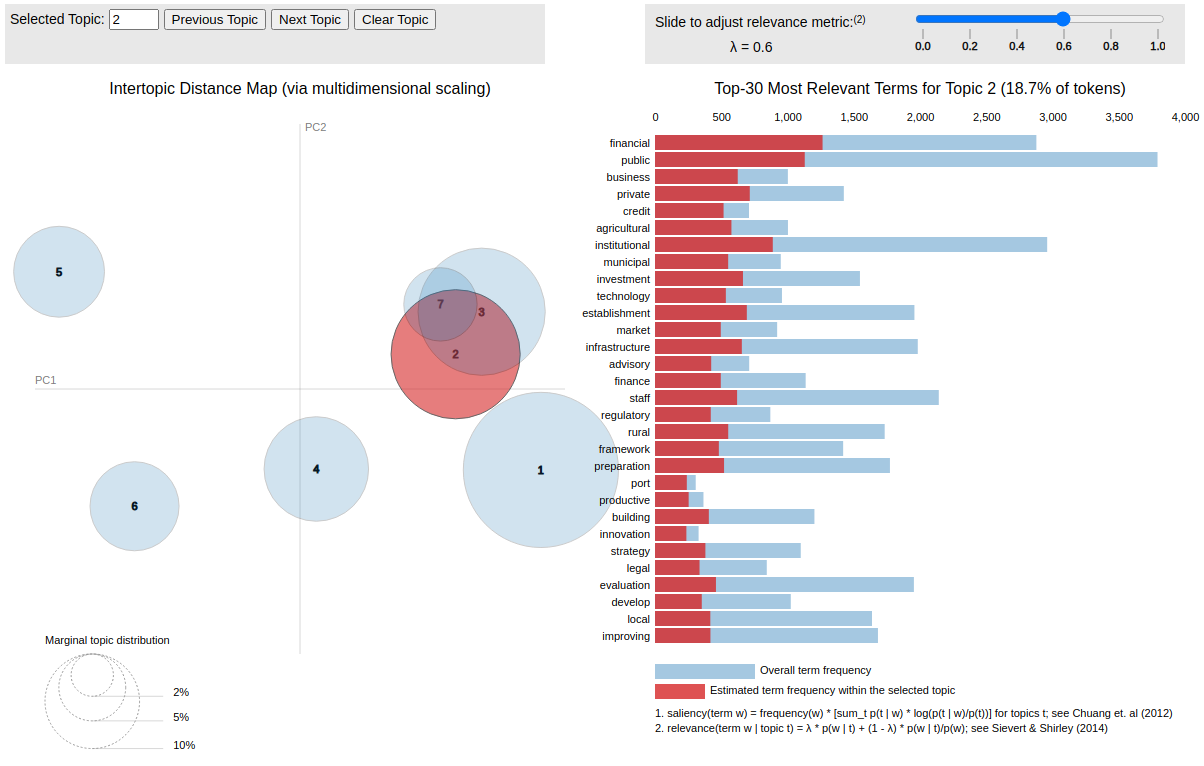 Selected Topic: 2 Previous Topic Next Topic Clear Topic
Slide to adjust relevance metric:(2)
λ = 0.6
0.0 0.2 0.4 0.6 0.8 1.0
Intertopic Distance Map (via multidimensional scaling)
PC2
PC1
5
7
3
2
4
1
6
Marginal topic distribution
2%
5%
10%
Top-30 Most Relevant Terms for Topic 2 (18.7% of tokens)
0 500 1,000 1,500 2,000 2,500 3,000 3,500 4,000
financial
public
business
private
credit
agricultural
institutional
municipal
investment
technology
establishment
market
infrastructure
advisory
finance
staff
regulatory
rural
framework
preparation
port
productive
building
innovation
strategy
legal
evaluation
develop
local
improving
Overall term frequency
Estimated term frequency within the selected topic
1. saliency(term w) = frequency(w) * [sum_t p(t | w) * log(p(t | w)/p(t))] for topics t; see Chuang et. al (2012)
2. relevance(term w | topic t) = λ * p(w | t) + (1 - λ) * p(w | t)/p(w); see Sievert & Shirley (2014)